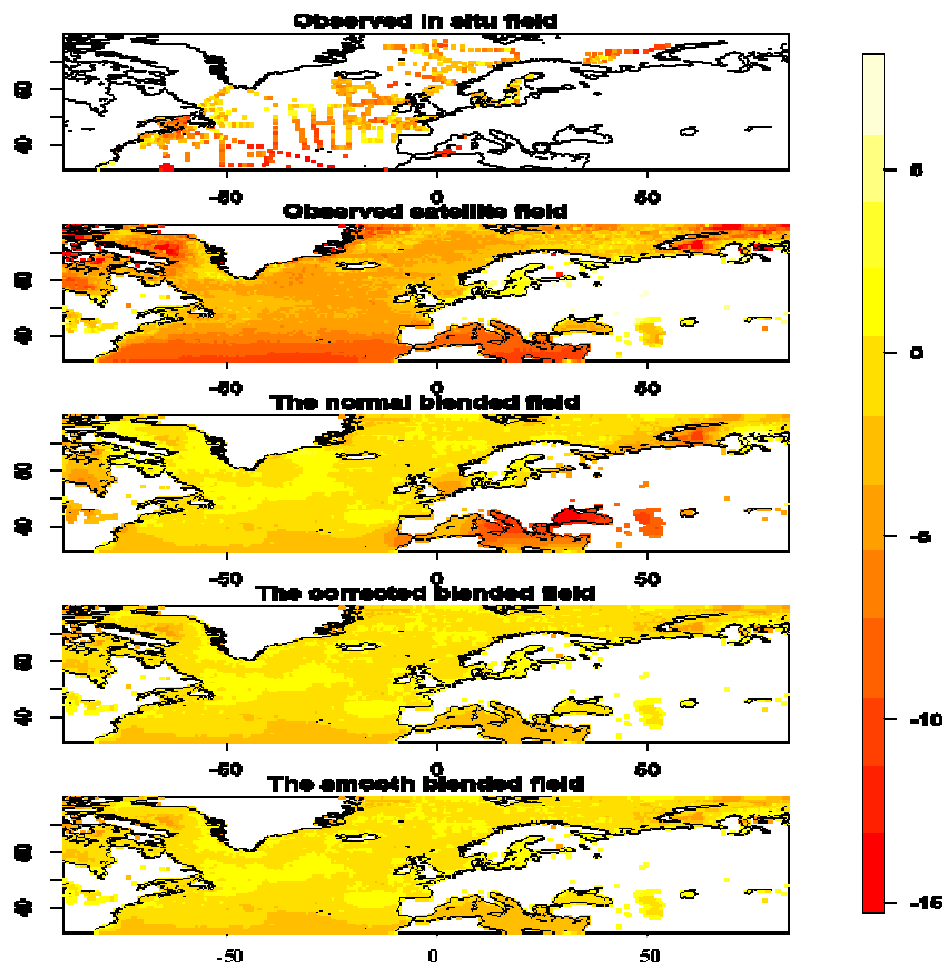 Observed in situ field
60
40
-50 0 50
Observed satellite field
60
40
-50 0 50
The normal blended field
60
40
-50 0 50
The corrected blended field
60
40
-50 0 50
The smooth blended field
60
40
-50 0 50
5
0
-5
-10
-15